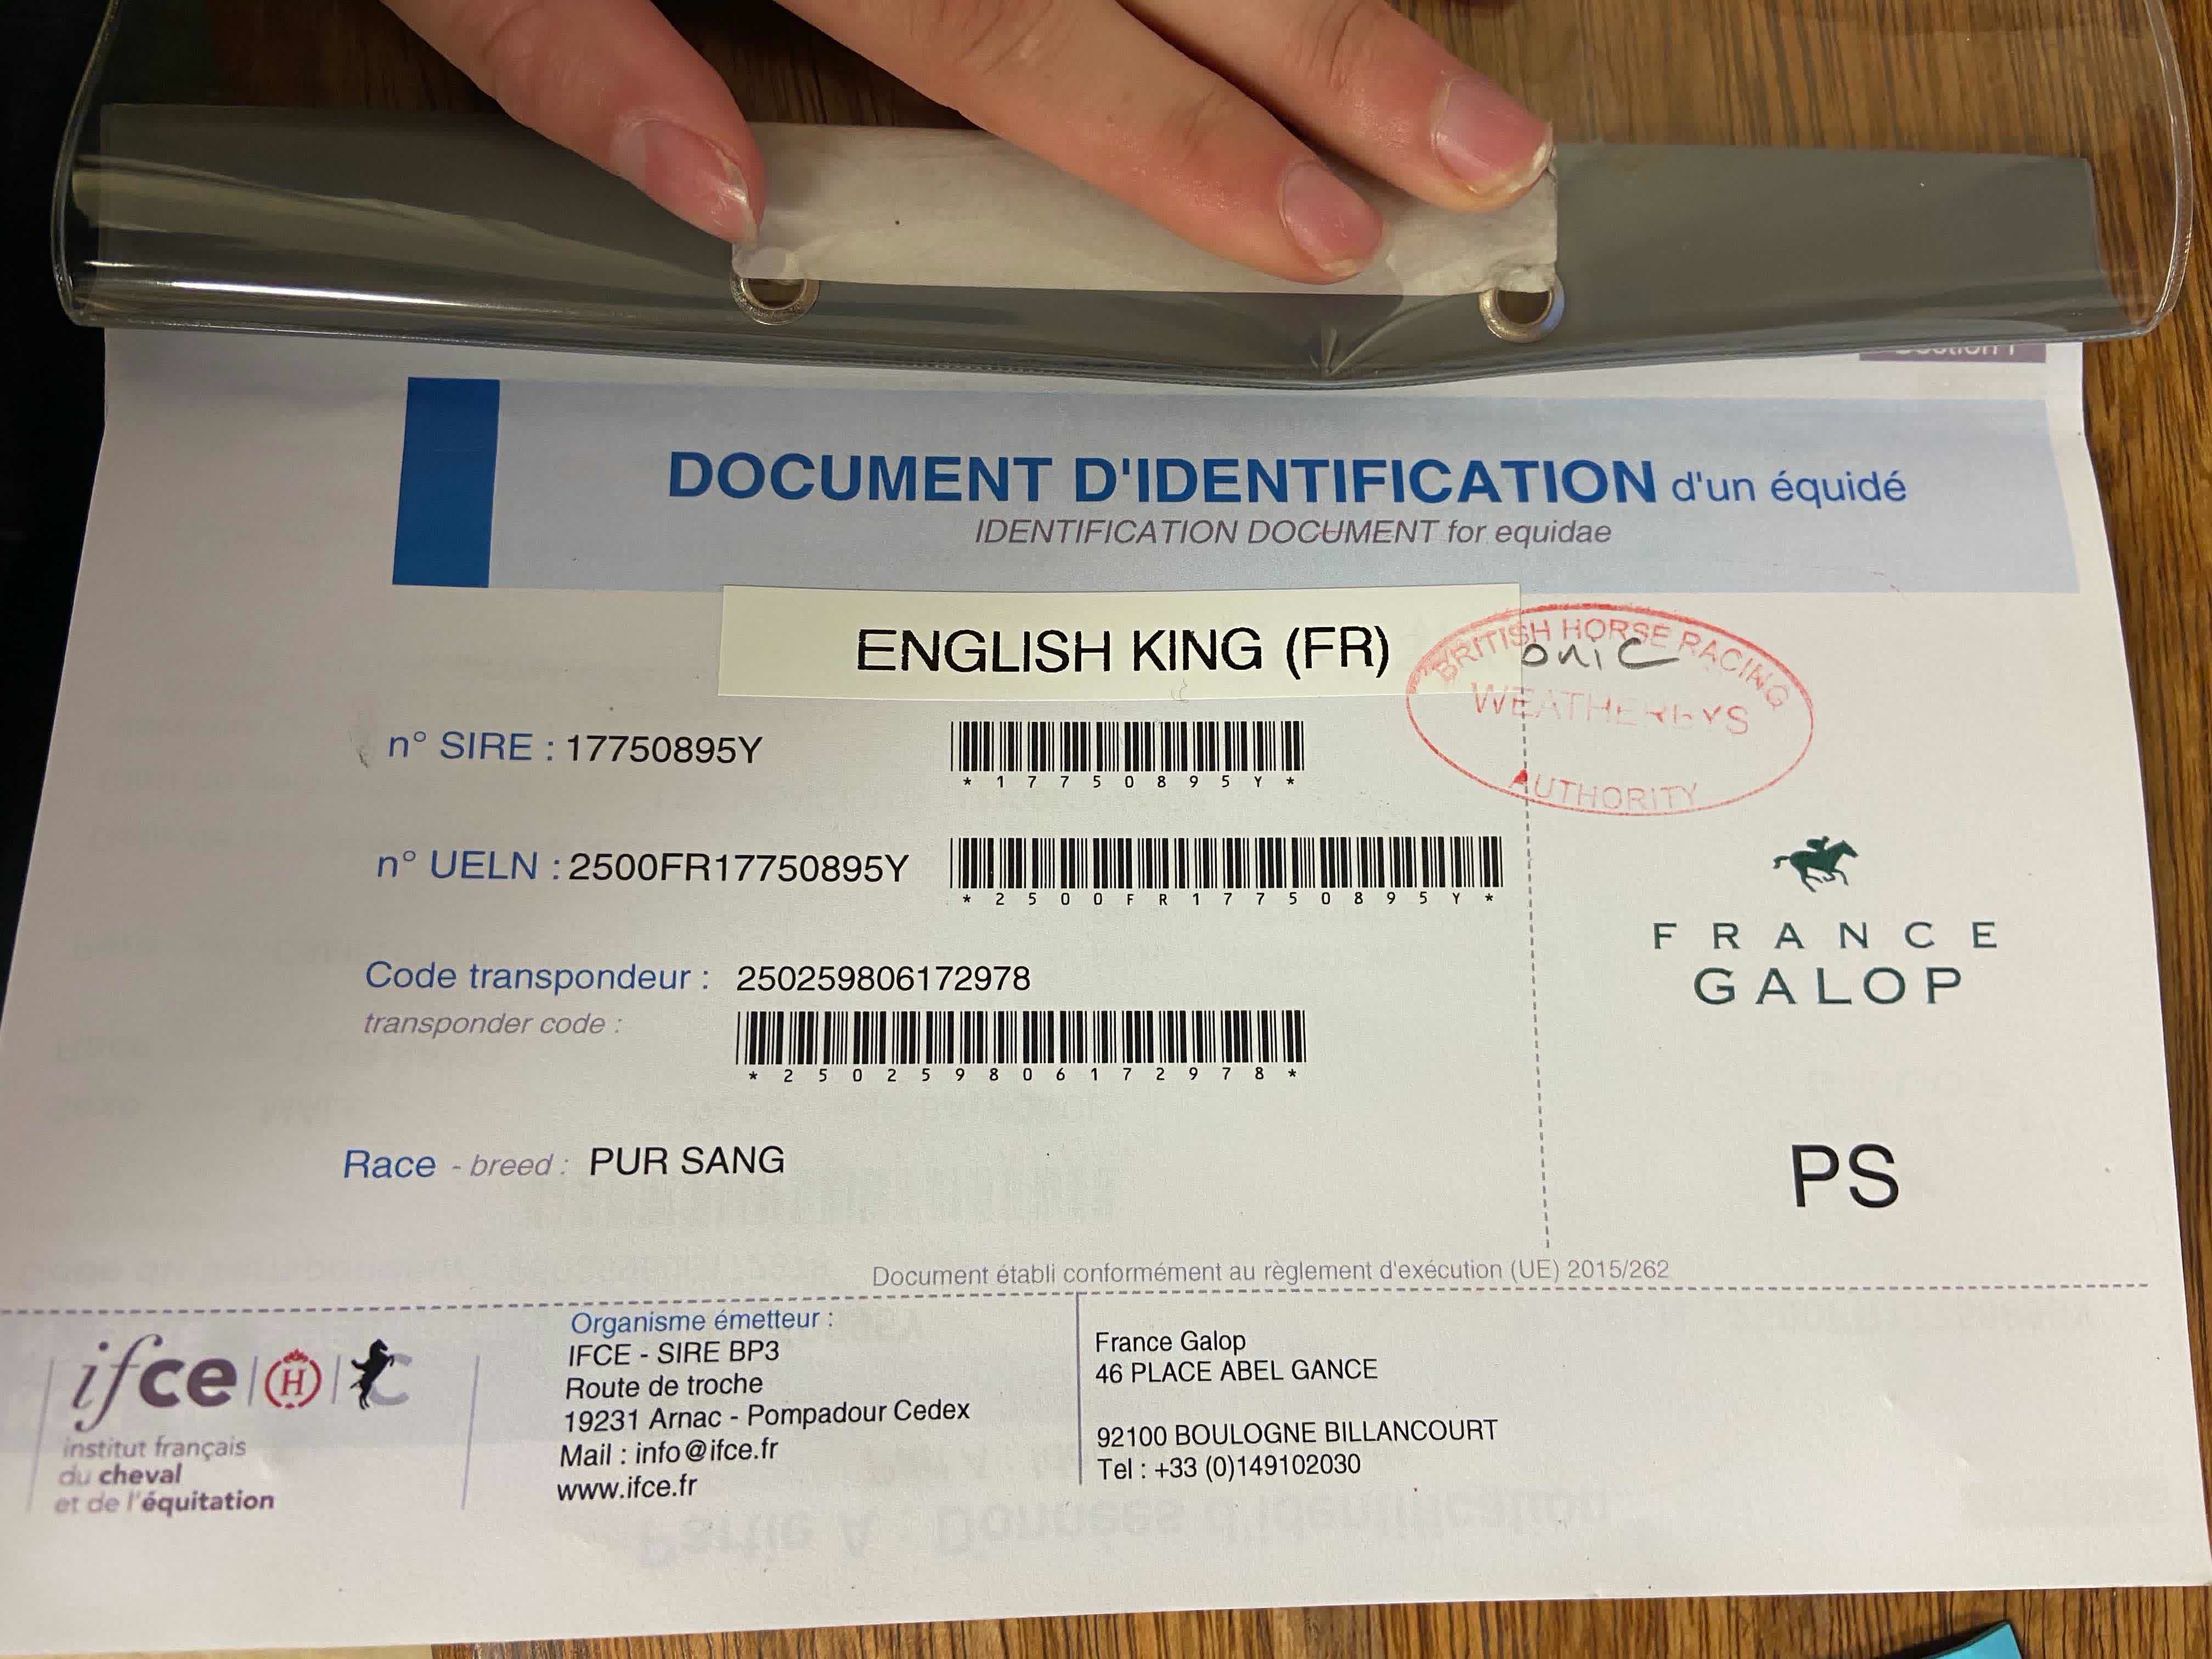 DOCUMENT D'IDENTIFICATION d'un équidé
IDENTIFICATION DOCUMENT for equidae
ENGLISH KING (FR)
BRITISH HORSE RACING
WEATHERBYS
AUTHORITY
n° SIRE : 17750895Y
* 1 7 7 5 0 8 9 5 Y *
n° UELN : 2500FR17750895Y
* 2 5 0 0 F R 1 7 7 5 0 8 9 5 Y *
FRANCE
GALOP
Code transpondeur : 250259806172978
transponder code :
* 2 5 0 2 5 9 8 0 6 1 7 2 9 7 8 *
Race - breed : PUR SANG
PS
Document établi conformément au règlement d'exécution (UE) 2015/262
ifce H
institut français
du cheval
et de l'équitation
Organisme émetteur :
IFCE - SIRE BP3
Route de troche
19231 Arnac - Pompadour Cedex
Mail : info@ifce.fr
www.ifce.fr
France Galop
46 PLACE ABEL GANCE
92100 BOULOGNE BILLANCOURT
Tel : +33 (0)149102030
Partie A : Données d'identification